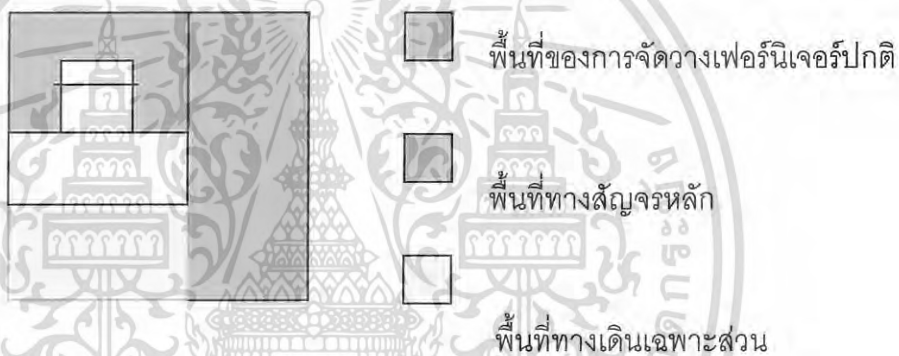 พื้นที่ของการจัดวางเฟอร์นิเจอร์ปกติ
พื้นที่ทางสัญจรหลัก
พื้นที่ทางเดินเฉพาะส่วน